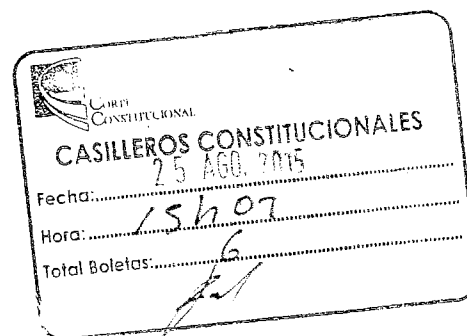 CORTE
CONSTITUCIONAL
CASILLEROS CONSTITUCIONALES
25 AGO. 2015
Fecha:
Hora: 15h07
Total Boletas: 6